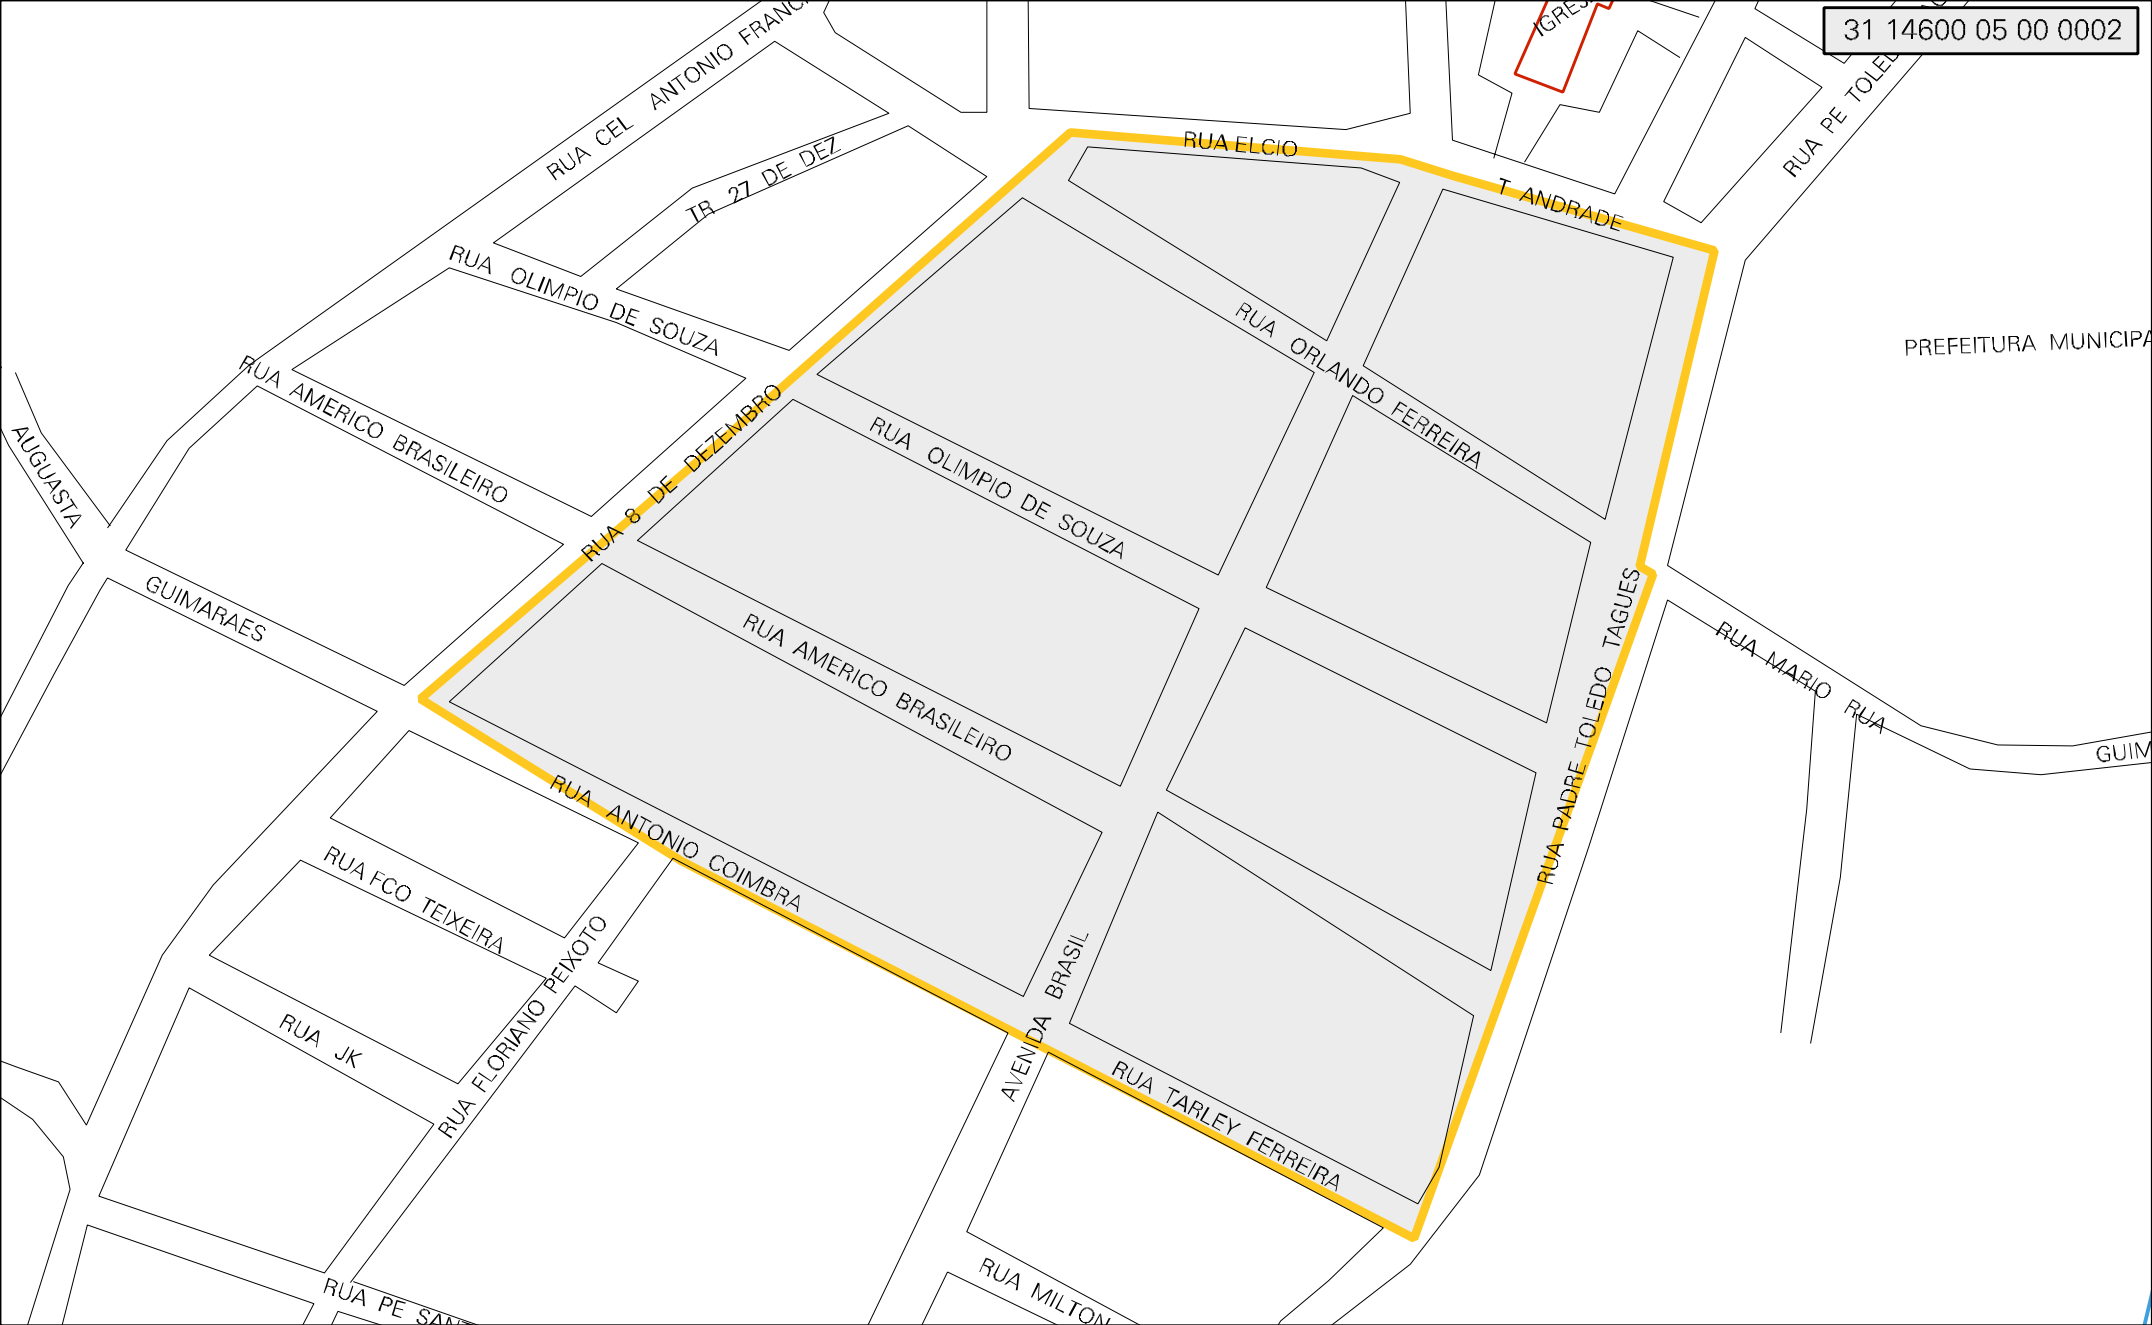 31 14600 05 00 0002
IGREJ
RUA CEL ANTONIO FRANC
RUA PE TOLED
RUA ELCIO
T ANDRADE
TR 27 DE DEZ
RUA OLIMPIO DE SOUZA
RUA ORLANDO FERREIRA
PREFEITURA MUNICIPA
RUA AMERICO BRASILEIRO
RUA 8 DE DEZEMBRO
RUA OLIMPIO DE SOUZA
AUGUASTA
GUIMARAES
RUA AMERICO BRASILEIRO
RUA PADRE TOLEDO TAGUES
RUA MARIO RUA
GUIM
RUA ANTONIO COIMBRA
RUA FCO TEIXEIRA
RUA FLORIANO PEIXOTO
AVENIDA BRASIL
RUA JK
RUA TARLEY FERREIRA
RUA MILTON
RUA PE SANT